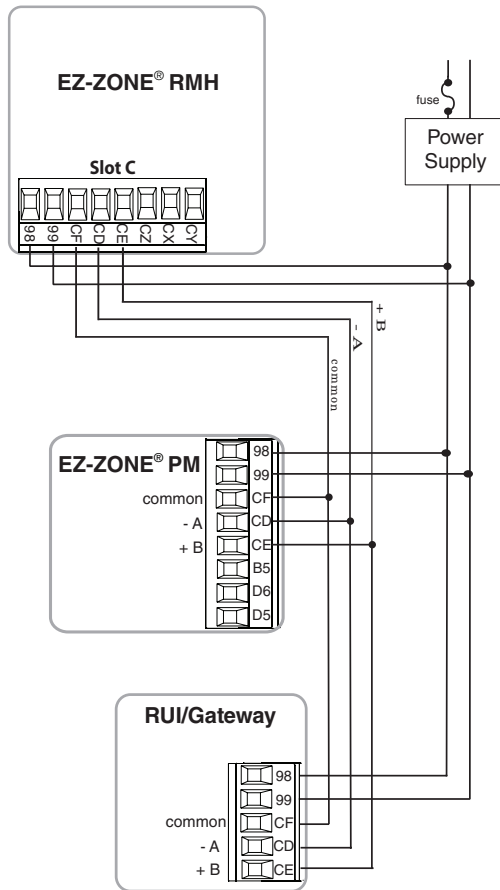 EZ-ZONE® RMH
Slot C
98
99
CF
CD
CE
CZ
CX
CY
fuse
Power
Supply
+ B
- A
common
EZ-ZONE® PM
98
99
common CF
- A CD
+ B CE
B5
D6
D5
RUI/Gateway
98
99
common CF
- A CD
+ B CE